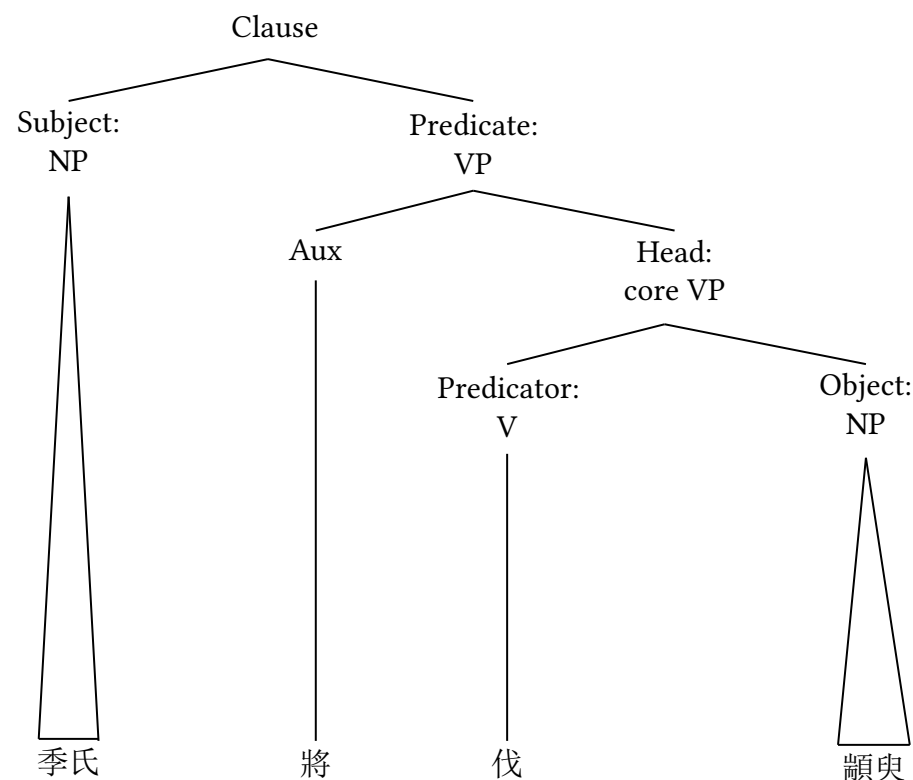 Clause
Subject:
NP
Predicate:
VP
Aux
Head:
core VP
Predicator:
V
Object:
NP
季氏
將
伐
顓臾